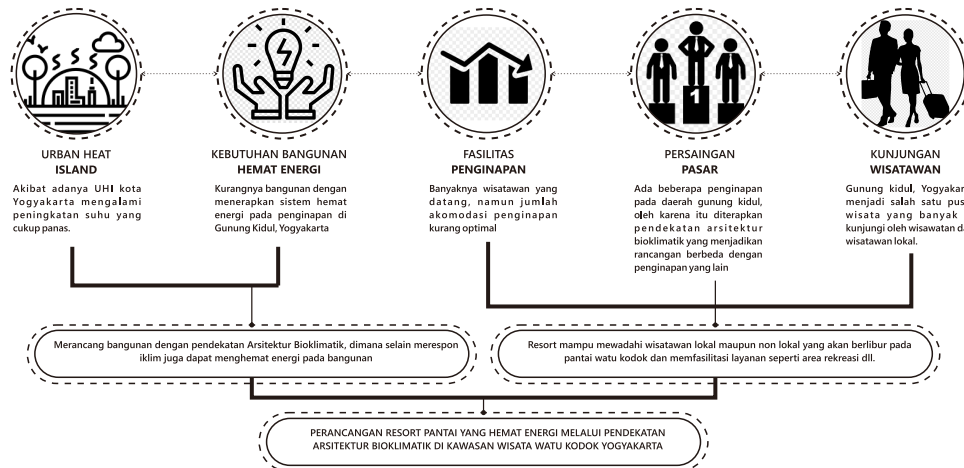 URBAN HEAT
ISLAND
Akibat adanya UHI kota
Yogyakarta mengalami
peningkatan suhu yang
cukup panas.
KEBUTUHAN BANGUNAN
HEMAT ENERGI
Kurangnya bangunan dengan
menerapkan sistem hemat
energi pada penginapan di
Gunung Kidul, Yogyakarta
FASILITAS
PENGINAPAN
Banyaknya wisatawan yang
datang, namun jumlah
akomodasi penginapan
kurang optimal
1
PERSAINGAN
PASAR
Ada beberapa penginapan
pada daerah gunung kidul,
oleh karena itu diterapkan
pendekatan arsitektur
bioklimatik yang menjadikan
rancangan berbeda dengan
penginapan yang lain
KUNJUNGAN
WISATAWAN
Gunung kidul, Yogyakar
menjadi salah satu pus
wisata yang banyak
kunjungi oleh wisawatan da
wisatawan lokal.
Merancang bangunan dengan pendekatan Arsitektur Bioklimatik, dimana selain merespon
iklim juga dapat menghemat energi pada bangunan
Resort mampu mewadahi wisatawan lokal maupun non lokal yang akan berlibur pada
pantai watu kodok dan memfasilitasi layanan seperti area rekreasi dll.
PERANCANGAN RESORT PANTAI YANG HEMAT ENERGI MELALUI PENDEKATAN
ARSITEKTUR BIOKLIMATIK DI KAWASAN WISATA WATU KODOK YOGYAKARTA